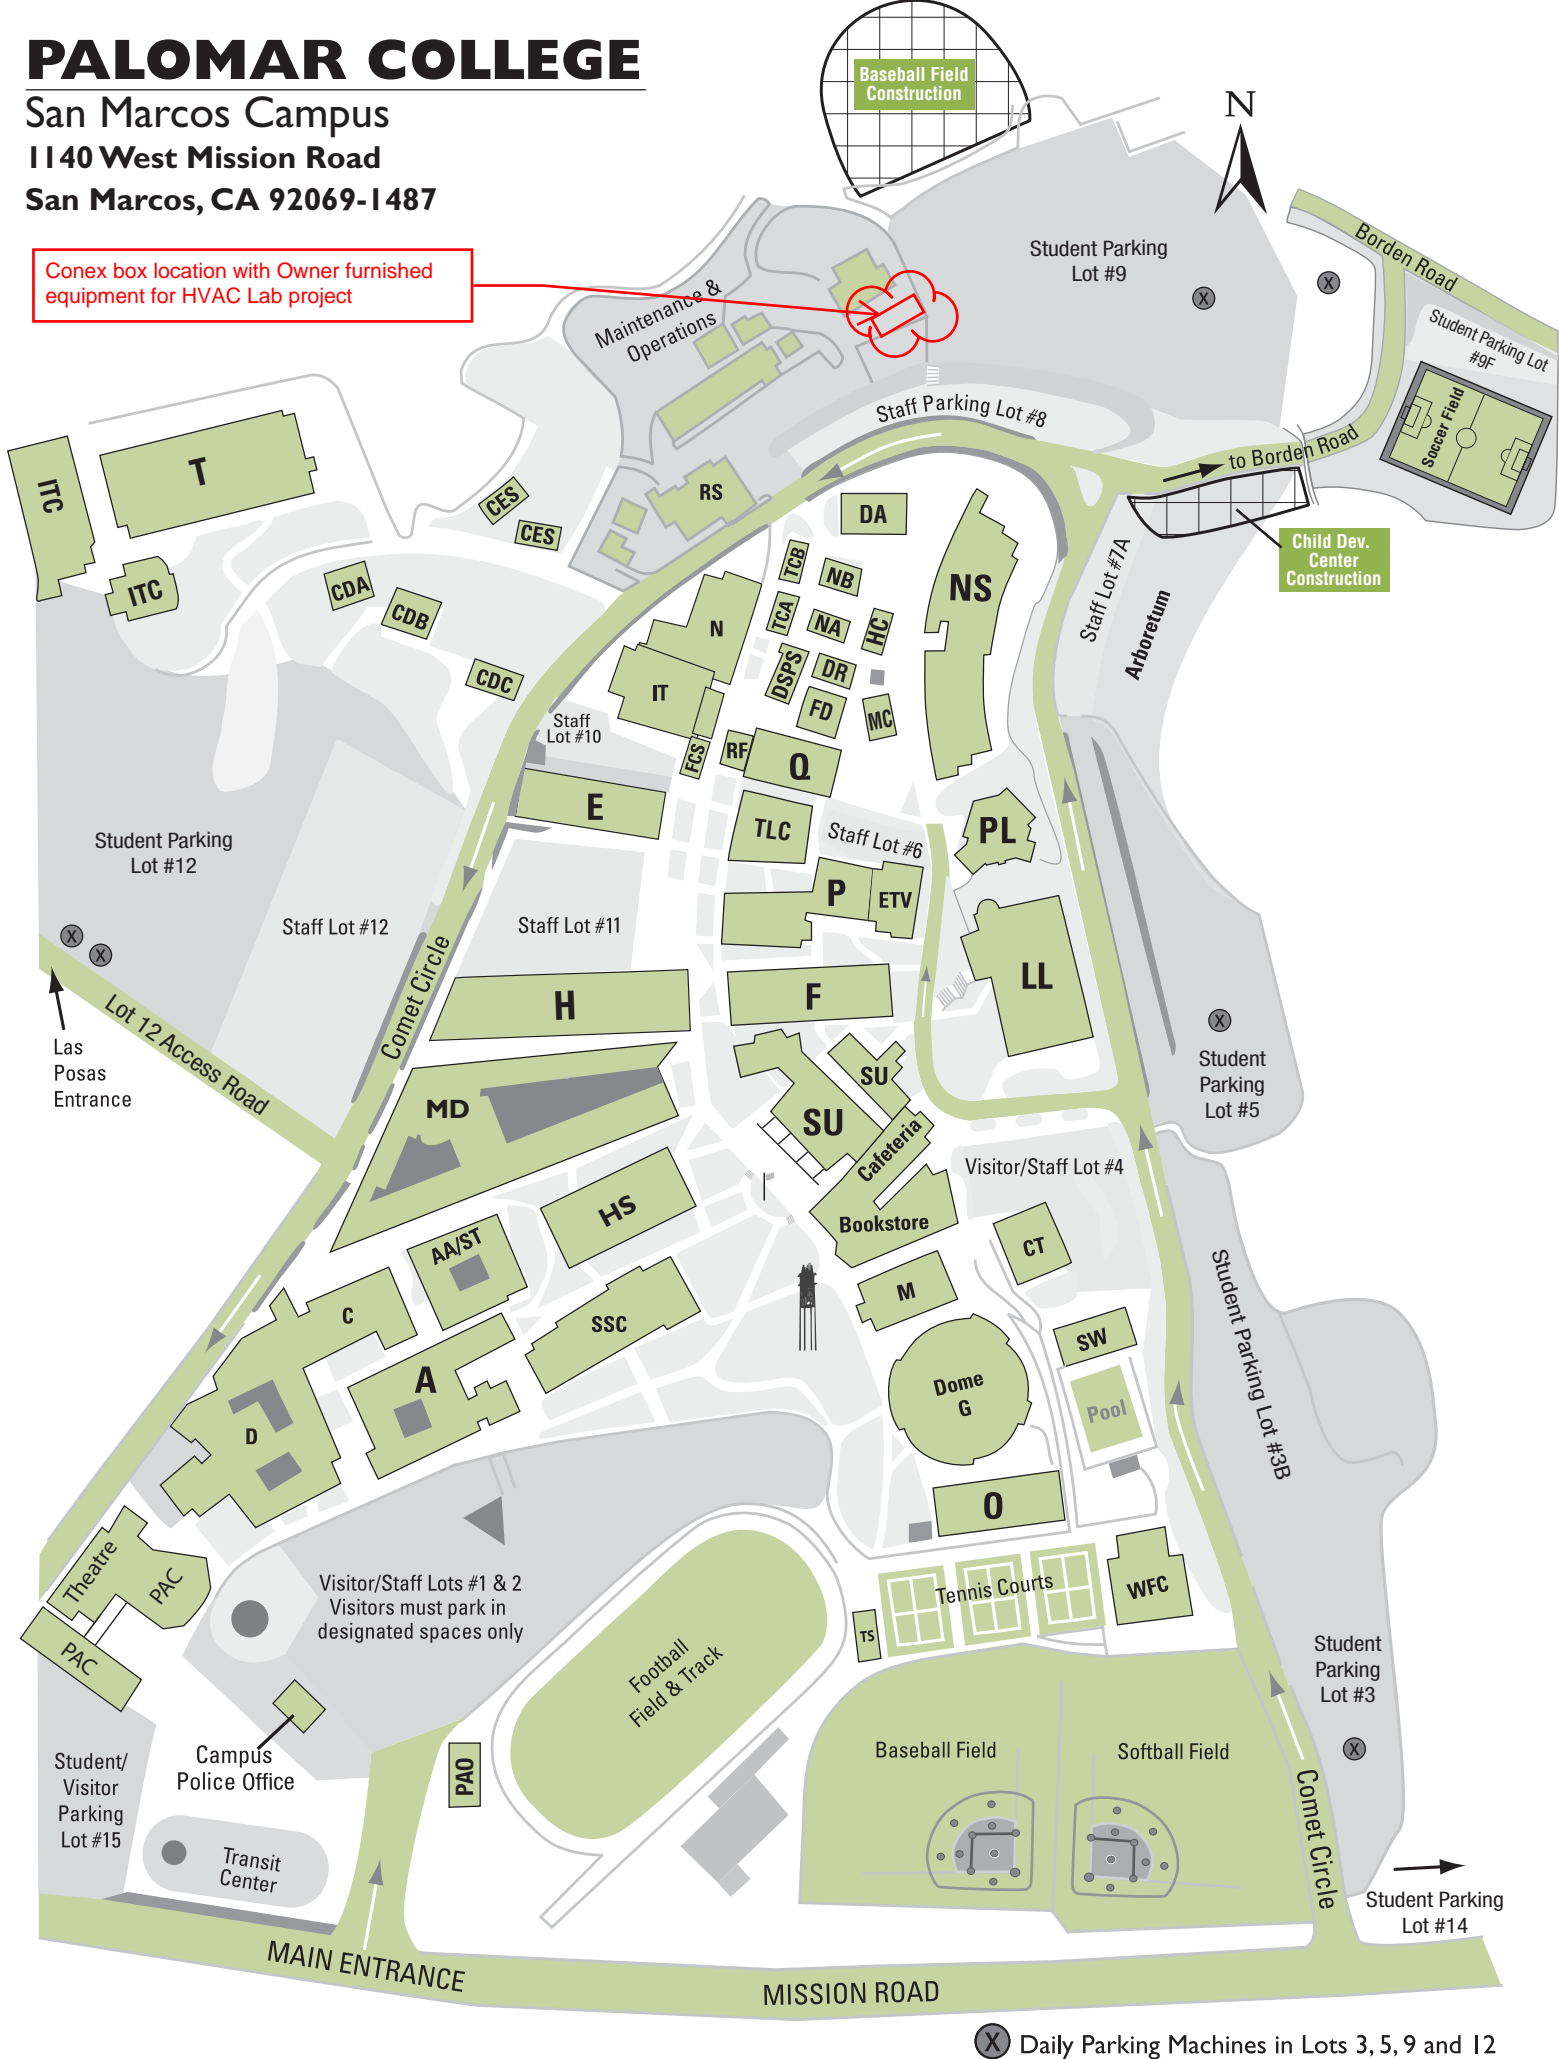 PALOMAR COLLEGE
San Marcos Campus
1140 West Mission Road
San Marcos, CA 92069-1487
Conex box location with Owner furnished
equipment for HVAC Lab project
Baseball Field
Construction
N
Student Parking
Lot #9
X
X
Borden Road
Student Parking Lot
#9F
Soccer Field
Maintenance &
Operations
Staff Parking Lot #8
to Borden Road
Child Dev.
Center
Construction
Staff Lot #7A
Arboretum
ITC
T
ITC
CES
CES
RS
DA
CDA
CDB
CDC
TCB
NB
NS
N
TCA
NA
HC
IT
DSPS
DR
FD
MC
Staff
Lot #10
FCS
RF
Q
E
TLC
Staff Lot #6
PL
Student Parking
Lot #12
P
ETV
Staff Lot #12
Staff Lot #11
X
X
Comet Circle
LL
H
F
Lot 12 Access Road
Las
Posas
Entrance
X
Student
Parking
Lot #5
SU
MD
SU
Cafeteria
Visitor/Staff Lot #4
HS
Bookstore
AA/ST
CT
Student Parking Lot #3B
C
M
SSC
SW
A
Dome
G
Pool
D
O
Theatre
PAC
PAC
Visitor/Staff Lots #1 & 2
Visitors must park in
designated spaces only
Tennis Courts
WFC
TS
Football
Field & Track
Student
Parking
Lot #3
X
Campus
Police Office
PAO
Baseball Field
Softball Field
Student/
Visitor
Parking
Lot #15
Transit
Center
Comet Circle
Student Parking
Lot #14
MAIN ENTRANCE
MISSION ROAD
X Daily Parking Machines in Lots 3, 5, 9 and 12